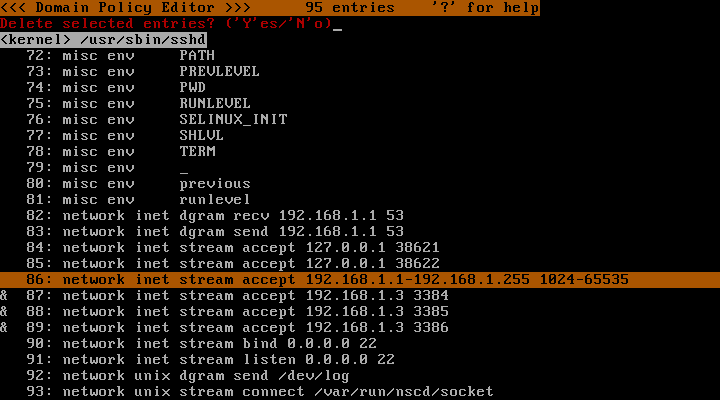 <<< Domain Policy Editor >>>      95 entries    '?' for help
Delete selected entries? ('Y'es/'N'o)_
<kernel> /usr/sbin/sshd
   72: misc env      PATH
   73: misc env      PREVLEVEL
   74: misc env      PWD
   75: misc env      RUNLEVEL
   76: misc env      SELINUX_INIT
   77: misc env      SHLVL
   78: misc env      TERM
   79: misc env      _
   80: misc env      previous
   81: misc env      runlevel
   82: network inet dgram recv 192.168.1.1 53
   83: network inet dgram send 192.168.1.1 53
   84: network inet stream accept 127.0.0.1 38621
   85: network inet stream accept 127.0.0.1 38622
   86: network inet stream accept 192.168.1.1-192.168.1.255 1024-65535
&  87: network inet stream accept 192.168.1.3 3384
&  88: network inet stream accept 192.168.1.3 3385
&  89: network inet stream accept 192.168.1.3 3386
   90: network inet stream bind 0.0.0.0 22
   91: network inet stream listen 0.0.0.0 22
   92: network unix dgram send /dev/log
   93: network unix stream connect /var/run/nscd/socket